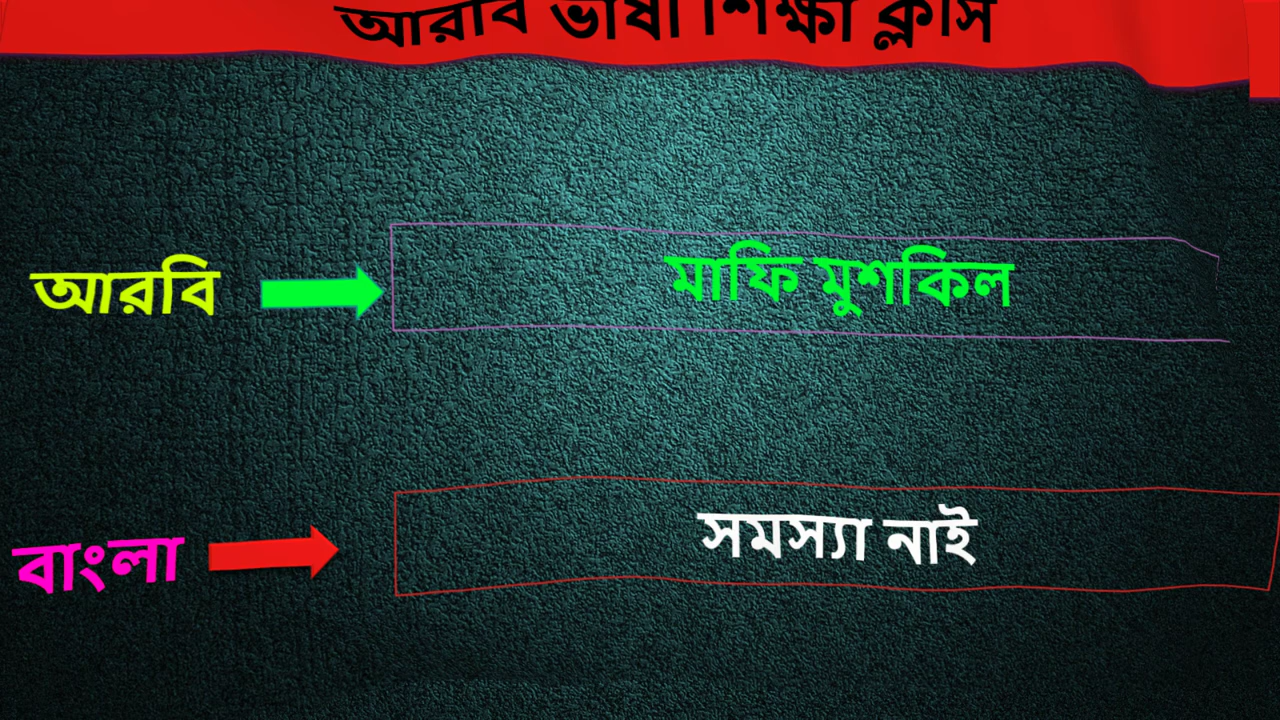 আরবি ভাষা শিক্ষা ক্লাস
আরবি মাফি মুশকিল
বাংলা সমস্যা নাই